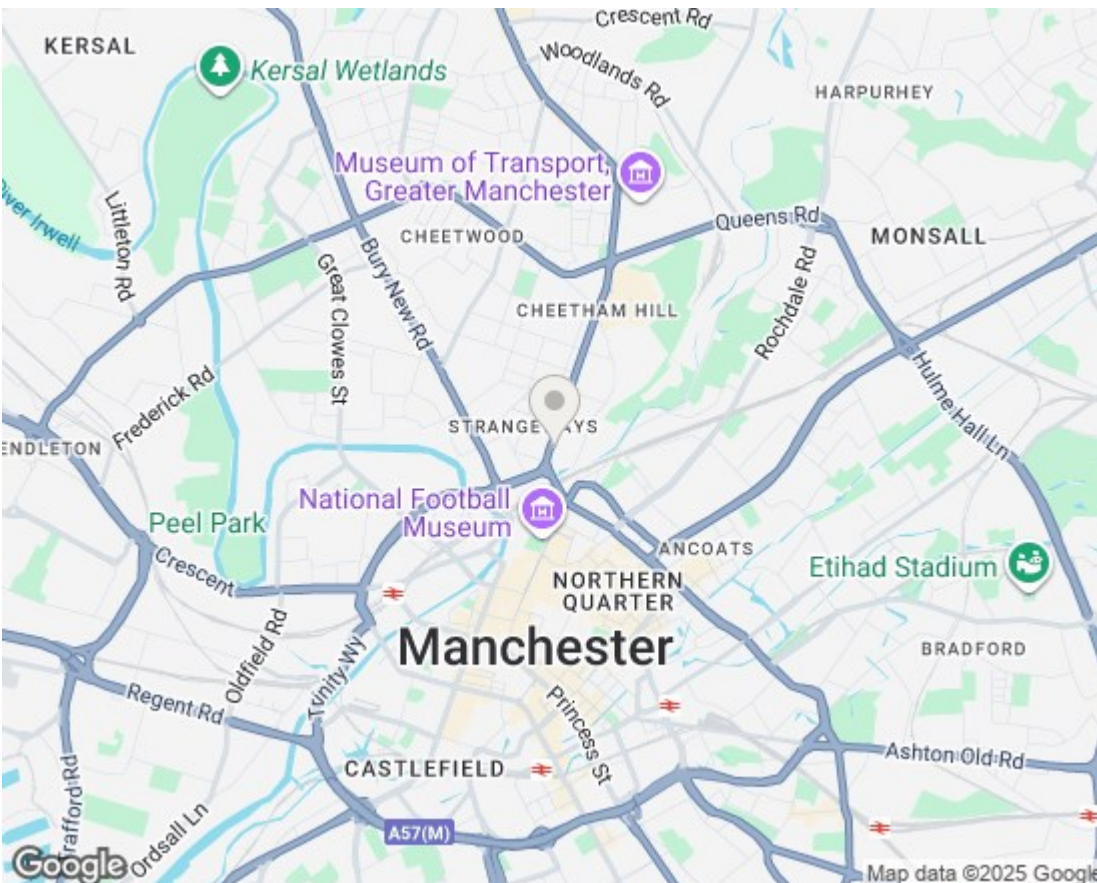 Crescent Rd
KERSAL
Woodlands Rd
Kersal Wetlands
HARPURHEY
Museum of Transport,
Greater Manchester
River Irwell
Littleton Rd
Queens Rd
CHEETWOOD
MONSALL
Bury New Rd
Great Clowes St
Rochdale Rd
CHEETHAM HILL
Hulme Hall Ln
Frederick Rd
STRANGEWAYS
ENDLETON
National Football
Museum
Peel Park
Crescent
ANCOATS
Etihad Stadium
NORTHERN
QUARTER
Oldfield Rd
Trinity Wy
Manchester
BRADFORD
Regent Rd
Princess St
Ashton Old Rd
CASTLEFIELD
Trafford Rd
Ordsall Ln
A57(M)
Google
Map data ©2025 Google